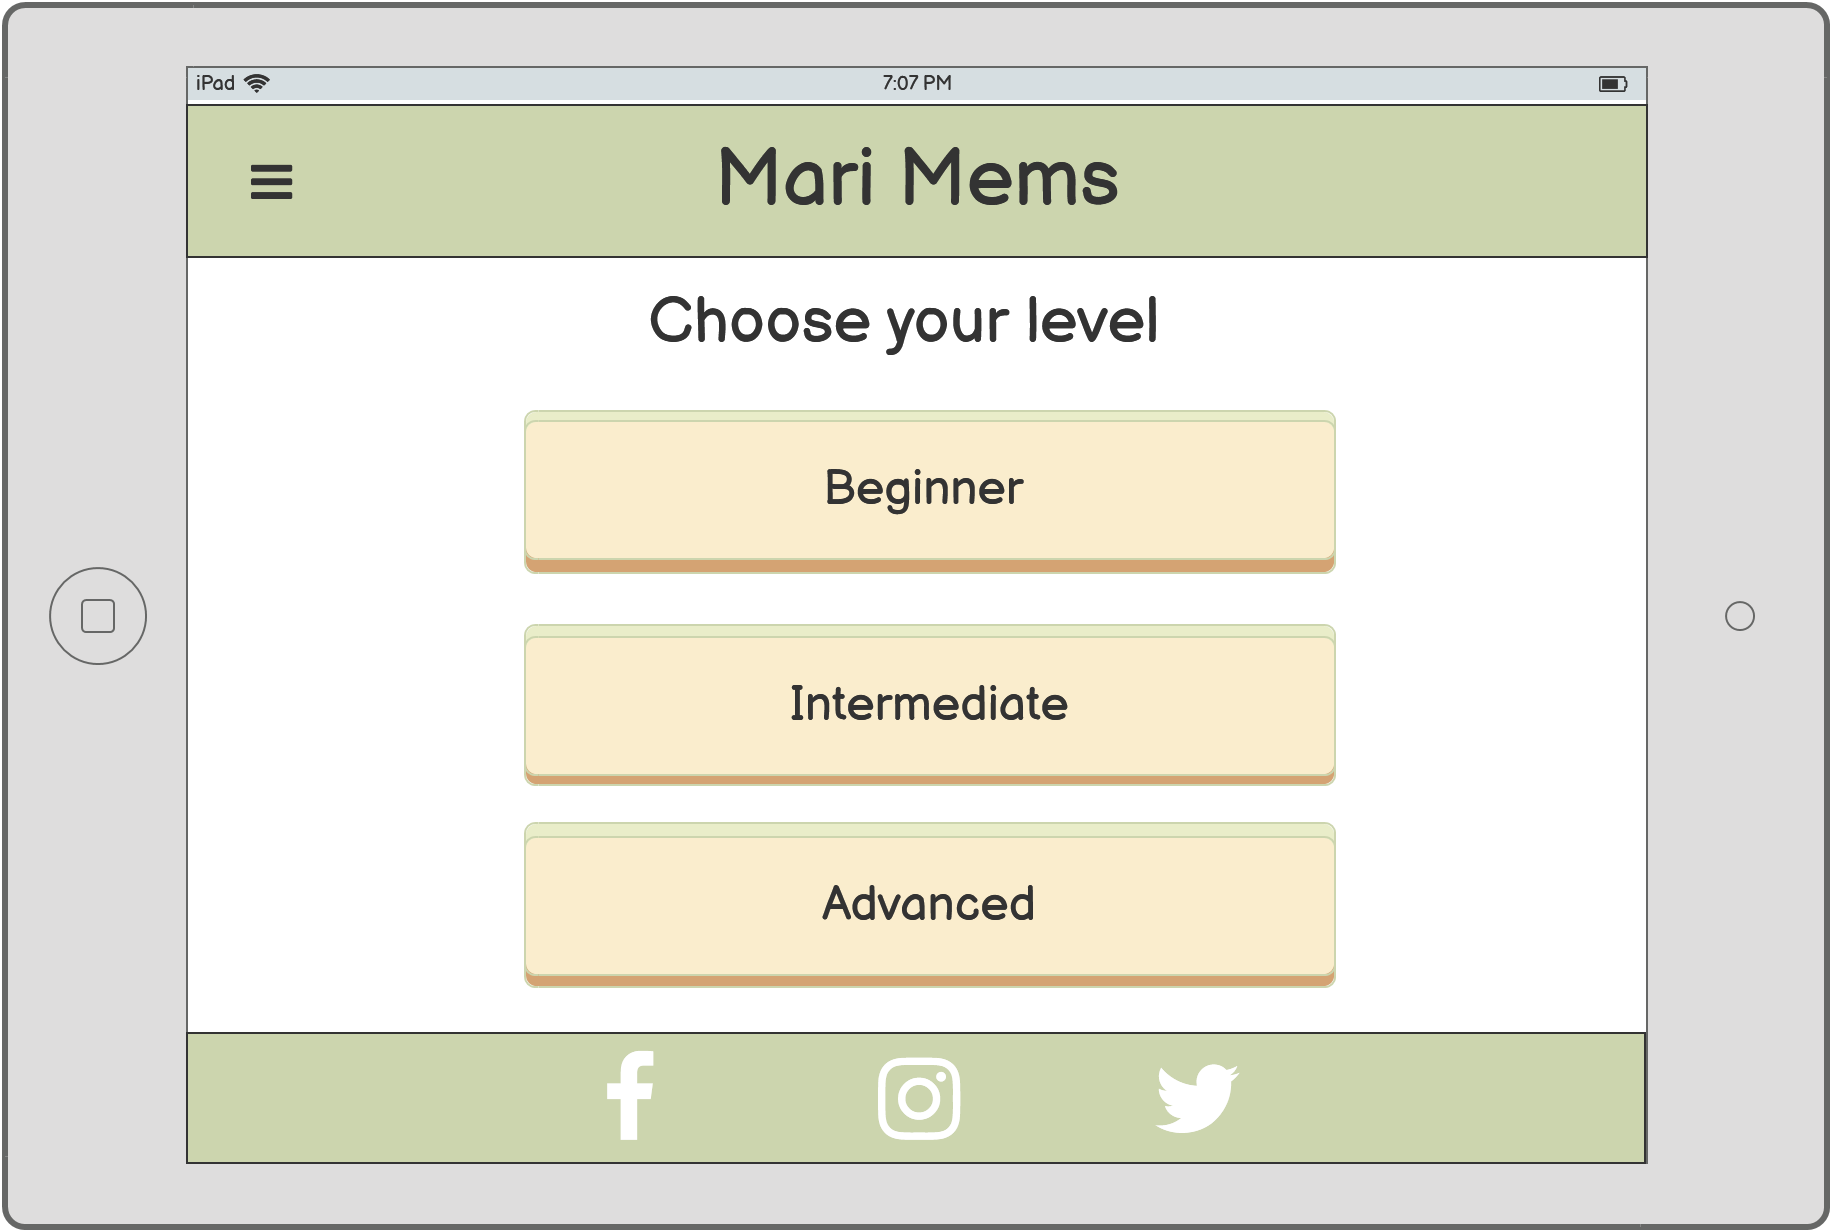 iPad 7:07 PM
Mari Mems
Choose your level
Beginner
Intermediate
Advanced